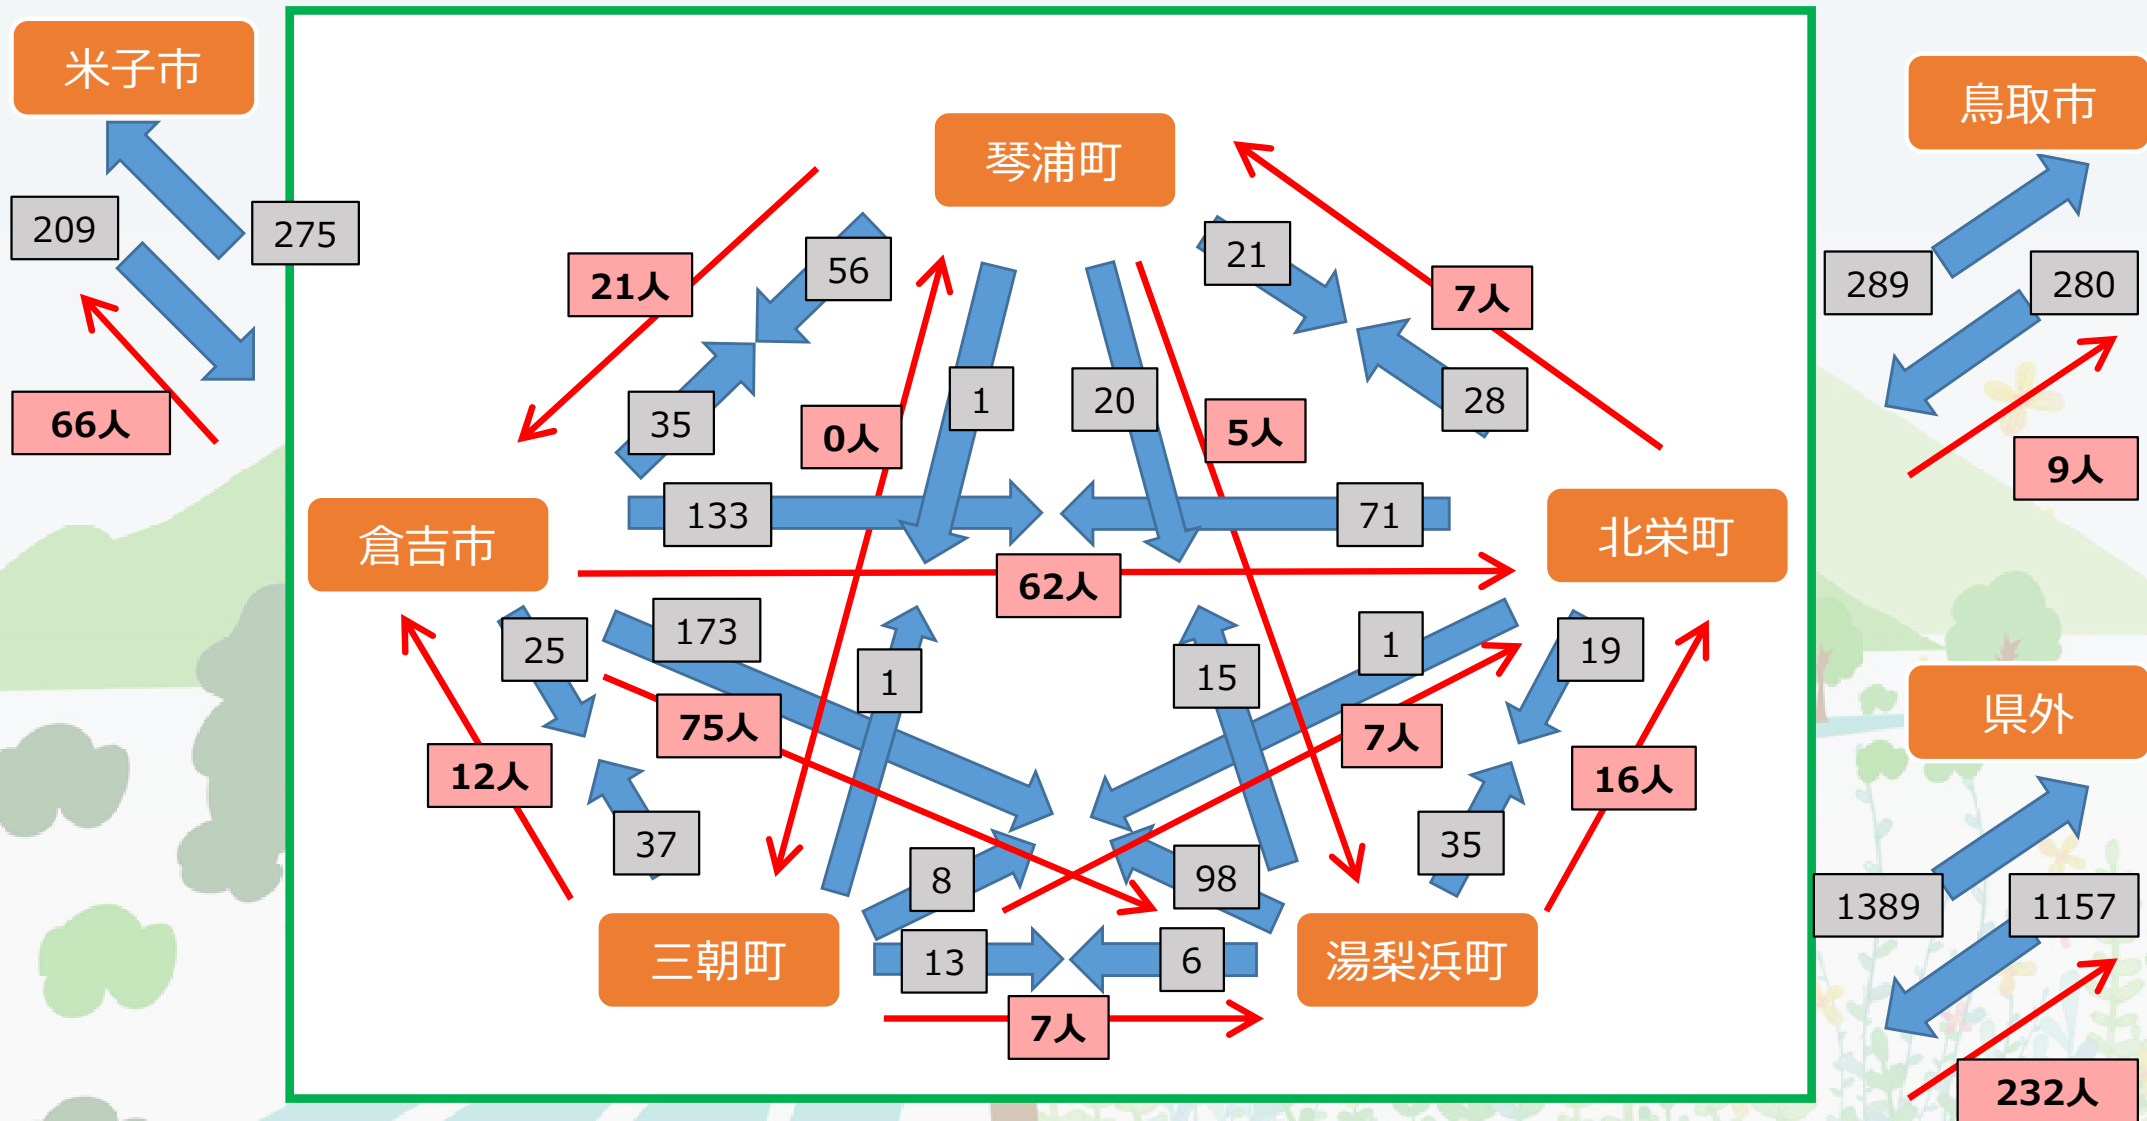 米子市
鳥取市
琴浦町
209
275
56
21
21人
7人
289
280
66人
35
0人
1
20
5人
28
9人
133
71
倉吉市
北栄町
62人
25
173
1
15
1
19
75人
7人
県外
12人
16人
37
8
98
35
1389
1157
三朝町
13
6
湯梨浜町
7人
232人